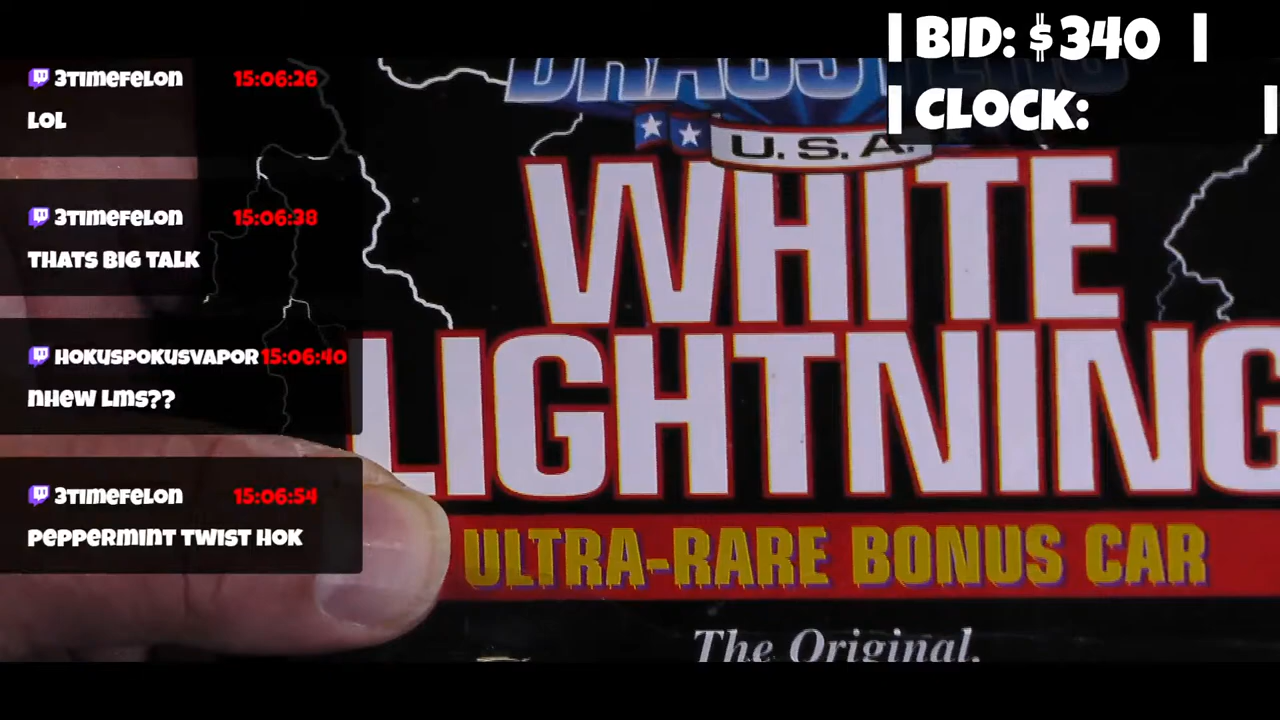 | BID: $340 |
| CLOCK: |
3TIMEFELON 15:06:26
LOL
3TIMEFELON 15:06:38
THATS BIG TALK
HOKUSPOKUSVAPOR 15:06:40
NHEW LMS??
3TIMEFELON 15:06:54
PEPPERMINT TWIST HOK
U.S.A.
WHITE
LIGHTNING
ULTRA-RARE BONUS CAR
The Original.